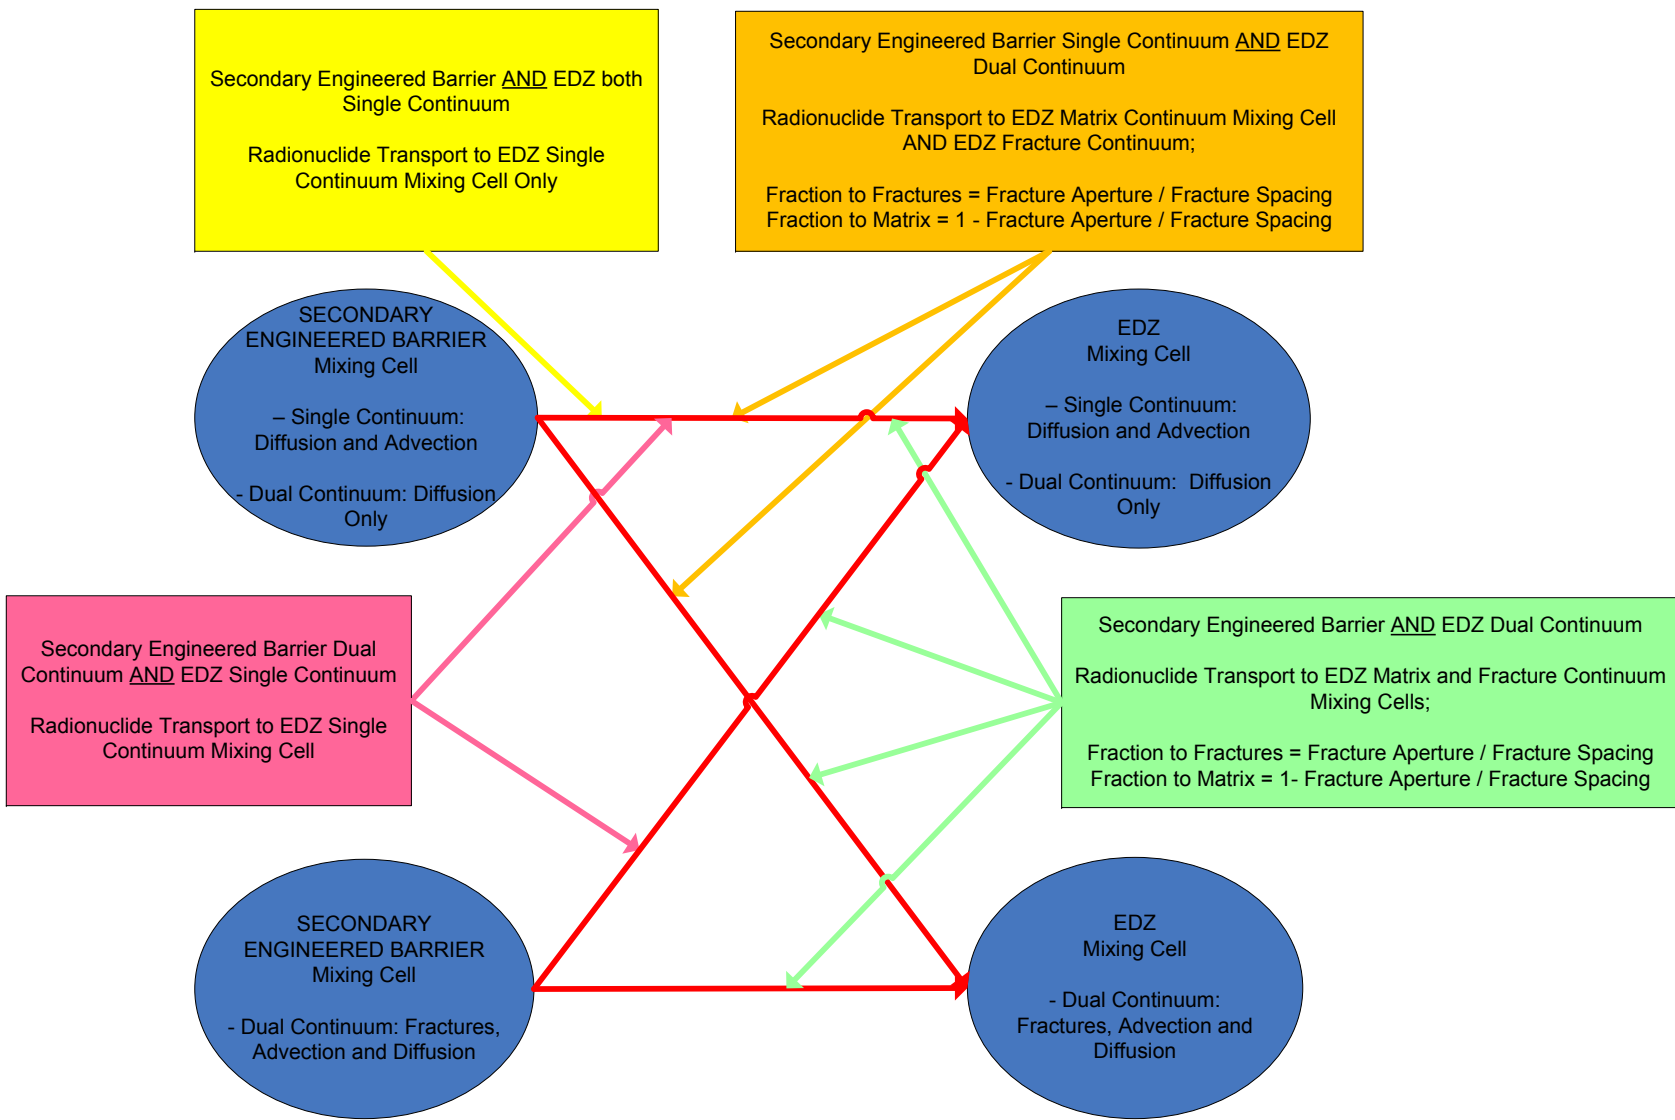 Secondary Engineered Barrier AND EDZ both
Single Continuum
Radionuclide Transport to EDZ Single
Continuum Mixing Cell Only
Secondary Engineered Barrier Single Continuum AND EDZ
Dual Continuum
Radionuclide Transport to EDZ Matrix Continuum Mixing Cell
AND EDZ Fracture Continuum;
Fraction to Fractures = Fracture Aperture / Fracture Spacing
Fraction to Matrix = 1 - Fracture Aperture / Fracture Spacing
SECONDARY
ENGINEERED BARRIER
Mixing Cell
– Single Continuum:
Diffusion and Advection
- Dual Continuum: Diffusion
Only
EDZ
Mixing Cell
– Single Continuum:
Diffusion and Advection
- Dual Continuum:  Diffusion
Only
Secondary Engineered Barrier Dual
Continuum AND EDZ Single Continuum
Radionuclide Transport to EDZ Single
Continuum Mixing Cell
Secondary Engineered Barrier AND EDZ Dual Continuum
Radionuclide Transport to EDZ Matrix and Fracture Continuum
Mixing Cells;
Fraction to Fractures = Fracture Aperture / Fracture Spacing
Fraction to Matrix = 1- Fracture Aperture / Fracture Spacing
SECONDARY
ENGINEERED BARRIER
Mixing Cell
- Dual Continuum: Fractures,
Advection and Diffusion
EDZ
Mixing Cell
- Dual Continuum:
Fractures, Advection and
Diffusion